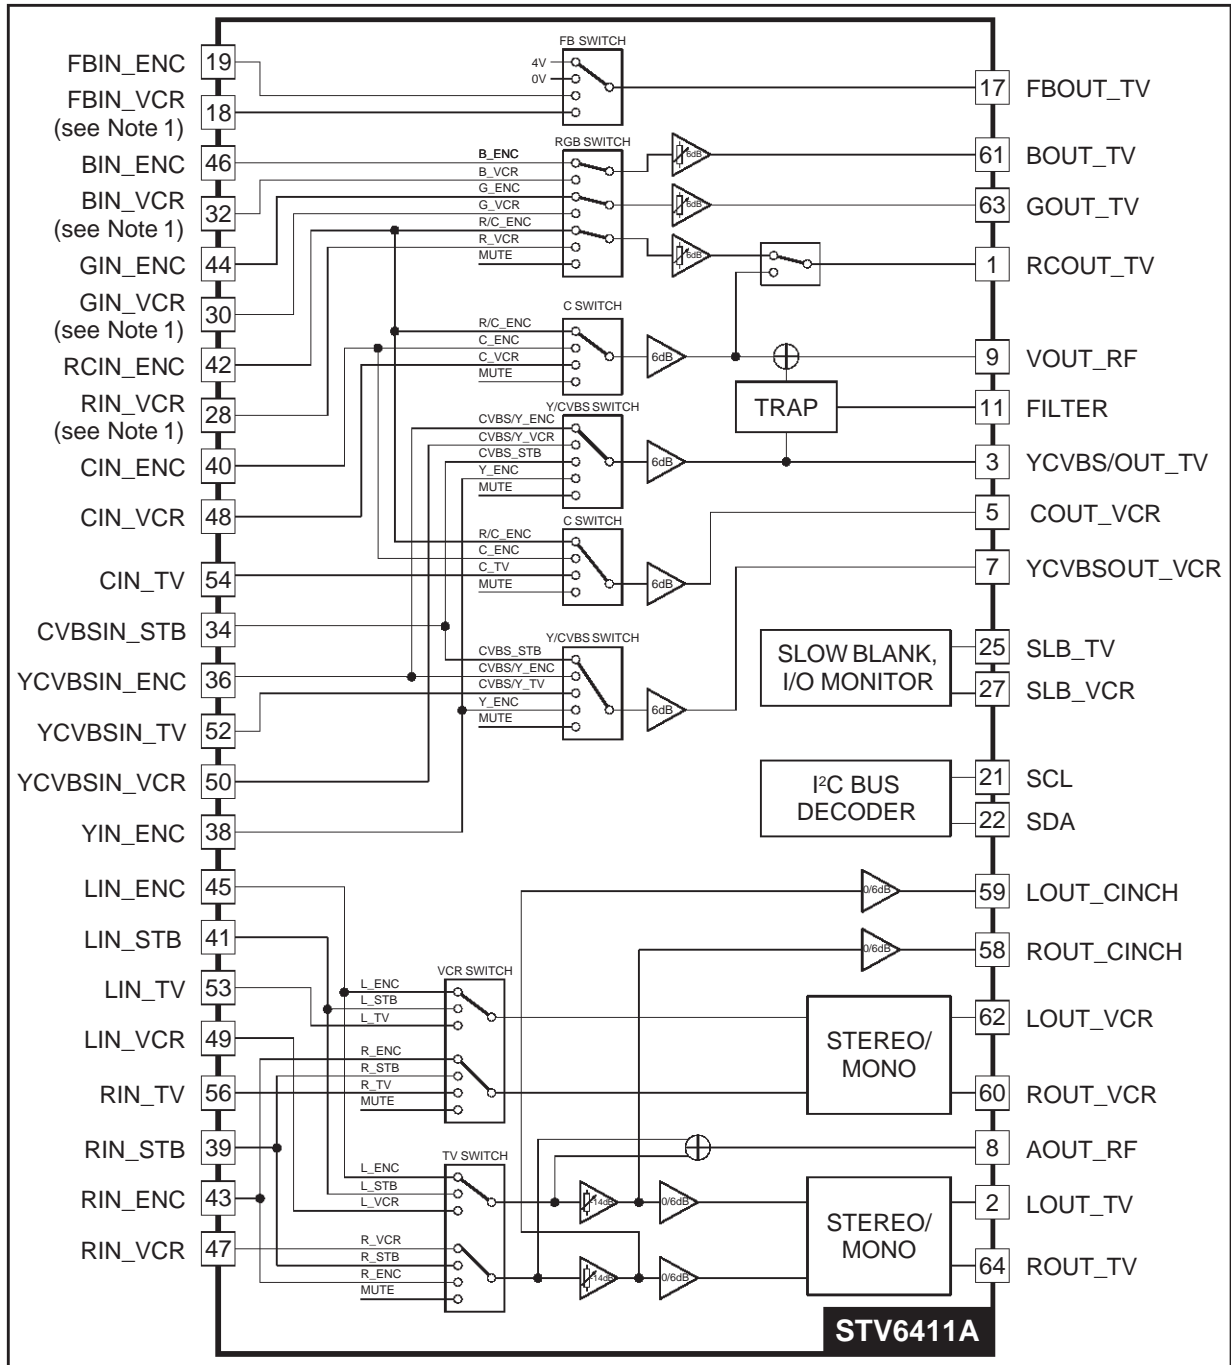 FBIN_ENC 19
FBIN_VCR 18
(see Note 1)
BIN_ENC 46
BIN_VCR 32
(see Note 1)
GIN_ENC 44
GIN_VCR 30
(see Note 1)
RCIN_ENC 42
RIN_VCR 28
(see Note 1)
CIN_ENC 40
CIN_VCR 48
CIN_TV 54
CVBSIN_STB 34
YCVBSIN_ENC 36
YCVBSIN_TV 52
YCVBSIN_VCR 50
YIN_ENC 38
LIN_ENC 45
LIN_STB 41
LIN_TV 53
LIN_VCR 49
RIN_TV 56
RIN_STB 39
RIN_ENC 43
RIN_VCR 47
FB SWITCH
4V
0V
RGB SWITCH
B_ENC
B_VCR
G_ENC
G_VCR
R/C_ENC
R_VCR
MUTE
6dB
6dB
6dB
C SWITCH
R/C_ENC
C_ENC
C_VCR
MUTE
6dB
TRAP
Y/CVBS SWITCH
CVBS/Y_ENC
CVBS/Y_VCR
CVBS_STB
Y_ENC
MUTE
6dB
C SWITCH
R/C_ENC
C_ENC
C_TV
MUTE
6dB
Y/CVBS SWITCH
CVBS_STB
CVBS/Y_ENC
CVBS/Y_TV
Y_ENC
MUTE
6dB
SLOW BLANK,
I/O MONITOR
I²C BUS
DECODER
0/6dB
0/6dB
VCR SWITCH
L_ENC
L_STB
L_TV
R_ENC
R_STB
R_TV
MUTE
STEREO/
MONO
TV SWITCH
L_ENC
L_STB
L_VCR
R_VCR
R_STB
R_ENC
MUTE
-14dB
0/6dB
-14dB
0/6dB
STEREO/
MONO
17 FBOUT_TV
61 BOUT_TV
63 GOUT_TV
1 RCOUT_TV
9 VOUT_RF
11 FILTER
3 YCVBS/OUT_TV
5 COUT_VCR
7 YCVBSOUT_VCR
25 SLB_TV
27 SLB_VCR
21 SCL
22 SDA
59 LOUT_CINCH
58 ROUT_CINCH
62 LOUT_VCR
60 ROUT_VCR
8 AOUT_RF
2 LOUT_TV
64 ROUT_TV
STV6411A